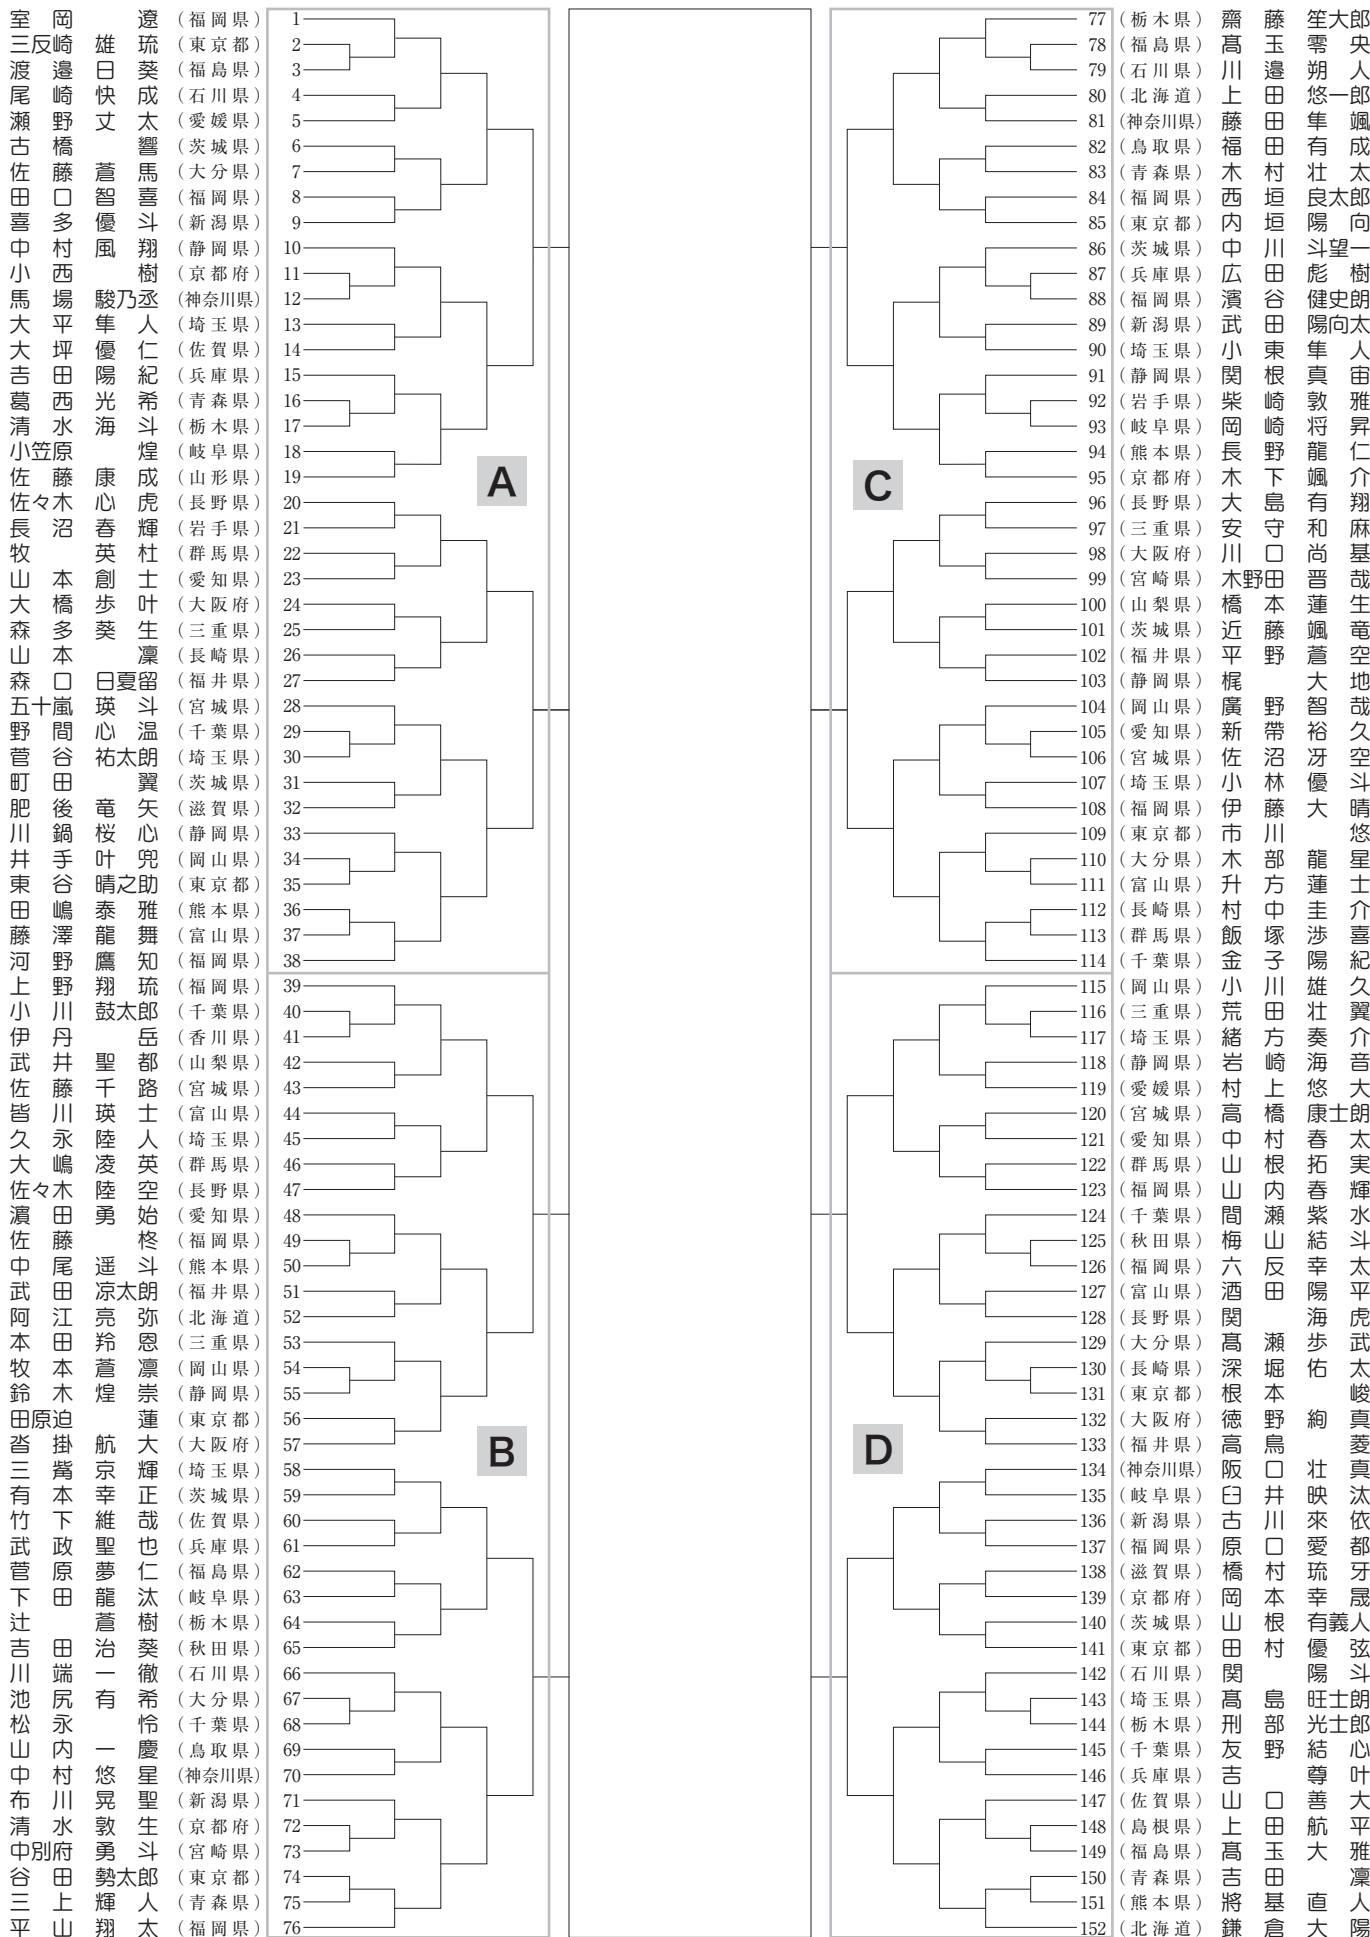 室岡 遼 (福岡県) 1
三反崎 雄琉 (東京都) 2
渡邉 日葵 (福島県) 3
尾崎 快成 (石川県) 4
瀬野 丈太 (愛媛県) 5
古橋 響 (茨城県) 6
佐藤 蒼馬 (大分県) 7
田口 智喜 (福岡県) 8
喜多 優斗 (新潟県) 9
中村 風翔 (静岡県) 10
小西 樹 (京都府) 11
馬場 駿乃丞 (神奈川県) 12
大平 隼人 (埼玉県) 13
大坪 優仁 (佐賀県) 14
吉田 陽紀 (兵庫県) 15
葛西 光希 (青森県) 16
清水 海斗 (栃木県) 17
小笠原 煌 (岐阜県) 18
佐藤 康成 (山形県) 19
佐々木 心虎 (長野県) 20
長沼 春輝 (岩手県) 21
牧 英杜 (群馬県) 22
山本 創士 (愛知県) 23
大橋 歩叶 (大阪府) 24
森多 葵生 (三重県) 25
山本 凜 (長崎県) 26
森口 日夏留 (福井県) 27
五十嵐 瑛斗 (宮城県) 28
野間 心温 (千葉県) 29
菅谷 祐太朗 (埼玉県) 30
町田 翼 (茨城県) 31
肥後 竜矢 (滋賀県) 32
川鍋 桜心 (静岡県) 33
井手 叶兜 (岡山県) 34
東谷 晴之助 (東京都) 35
田嶋 泰雅 (熊本県) 36
藤澤 龍舞 (富山県) 37
河野 鷹知 (福岡県) 38
A
上野 翔琉 (福岡県) 39
小川 鼓太郎 (千葉県) 40
伊丹 岳 (香川県) 41
武井 聖都 (山梨県) 42
佐藤 千路 (宮城県) 43
皆川 瑛士 (富山県) 44
久永 陸人 (埼玉県) 45
大嶋 凌英 (群馬県) 46
佐々木 陸空 (長野県) 47
濵田 勇始 (愛知県) 48
佐藤 柊 (福岡県) 49
中尾 遥斗 (熊本県) 50
武田 凉太朗 (福井県) 51
阿江 亮弥 (北海道) 52
本田 羚恩 (三重県) 53
牧本 蒼凛 (岡山県) 54
鈴木 煌崇 (静岡県) 55
田原迫 蓮 (東京都) 56
沓掛 航大 (大阪府) 57
三觜 京輝 (埼玉県) 58
有本 幸正 (茨城県) 59
竹下 維哉 (佐賀県) 60
武政 聖也 (兵庫県) 61
菅原 夢仁 (福島県) 62
下田 龍汰 (岐阜県) 63
辻 蒼樹 (栃木県) 64
吉田 治葵 (秋田県) 65
川端 一徹 (石川県) 66
池尻 有希 (大分県) 67
松永 怜 (千葉県) 68
山内 一慶 (鳥取県) 69
中村 悠星 (神奈川県) 70
布川 晃聖 (新潟県) 71
清水 敦生 (京都府) 72
中別府 勇斗 (宮崎県) 73
谷田 勢太郎 (東京都) 74
三上 輝人 (青森県) 75
平山 翔太 (福岡県) 76
B
77 (栃木県) 齋藤 笙大郎
78 (福島県) 髙玉 零央
79 (石川県) 川邉 朔人
80 (北海道) 上田 悠一郎
81 (神奈川県) 藤田 隼颯
82 (鳥取県) 福田 有成
83 (青森県) 木村 壮太
84 (福岡県) 西垣 良太郎
85 (東京都) 内垣 陽向
86 (茨城県) 中川 斗望一
87 (兵庫県) 広田 彪樹
88 (福岡県) 濱谷 健史朗
89 (新潟県) 武田 陽向太
90 (埼玉県) 小東 隼人
91 (静岡県) 関根 真宙
92 (岩手県) 柴崎 敦雅
93 (岐阜県) 岡崎 将昇
94 (熊本県) 長野 龍仁
95 (京都府) 木下 颯介
96 (長野県) 大島 有翔
97 (三重県) 安守 和麻
98 (大阪府) 川口 尚基
99 (宮崎県) 木野田 晋哉
100 (山梨県) 橋本 蓮生
101 (茨城県) 近藤 颯竜
102 (福井県) 平野 蒼空
103 (静岡県) 梶 大地
104 (岡山県) 廣野 智哉
105 (愛知県) 新帶 裕久
106 (宮城県) 佐沼 冴空
107 (埼玉県) 小林 優斗
108 (福岡県) 伊藤 大晴
109 (東京都) 市川 悠
110 (大分県) 木部 龍星
111 (富山県) 升方 蓮士
112 (長崎県) 村中 圭介
113 (群馬県) 飯塚 渉喜
114 (千葉県) 金子 陽紀
C
115 (岡山県) 小川 雄久
116 (三重県) 荒田 壮翼
117 (埼玉県) 緒方 奏介
118 (静岡県) 岩崎 海音
119 (愛媛県) 村上 悠大
120 (宮城県) 高橋 康士朗
121 (愛知県) 中村 春太
122 (群馬県) 山根 拓実
123 (福岡県) 山内 春輝
124 (千葉県) 間瀬 紫水
125 (秋田県) 梅山 結斗
126 (福岡県) 六反 幸太
127 (富山県) 酒田 陽平
128 (長野県) 関 海虎
129 (大分県) 髙瀬 歩武
130 (長崎県) 深堀 佑太
131 (東京都) 根本 峻
132 (大阪府) 徳野 絢真
133 (福井県) 高鳥 菱
134 (神奈川県) 阪口 壮真
135 (岐阜県) 臼井 映汰
136 (新潟県) 古川 來依
137 (福岡県) 原口 愛都
138 (滋賀県) 橋村 琉牙
139 (京都府) 岡本 幸晟
140 (茨城県) 山根 有義人
141 (東京都) 田村 優弦
142 (石川県) 関 陽斗
143 (埼玉県) 髙島 旺士朗
144 (栃木県) 刑部 光士郎
145 (千葉県) 友野 結心
146 (兵庫県) 吉 尊叶
147 (佐賀県) 山口 善大
148 (島根県) 上田 航平
149 (福島県) 髙玉 大雅
150 (青森県) 吉田 凜
151 (熊本県) 將基 直人
152 (北海道) 鎌倉 大陽
D